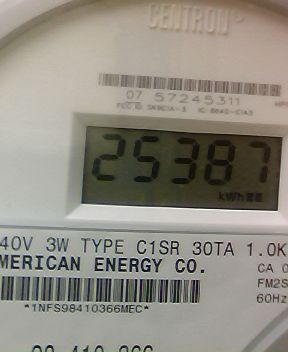 CENTRON
07 57245311
25387
kWh
40V 3W TYPE C1SR 30TA 1.0K
MERICAN ENERGY CO.
CA 0
FM2S
*1NFS98410366MEC*
60Hz